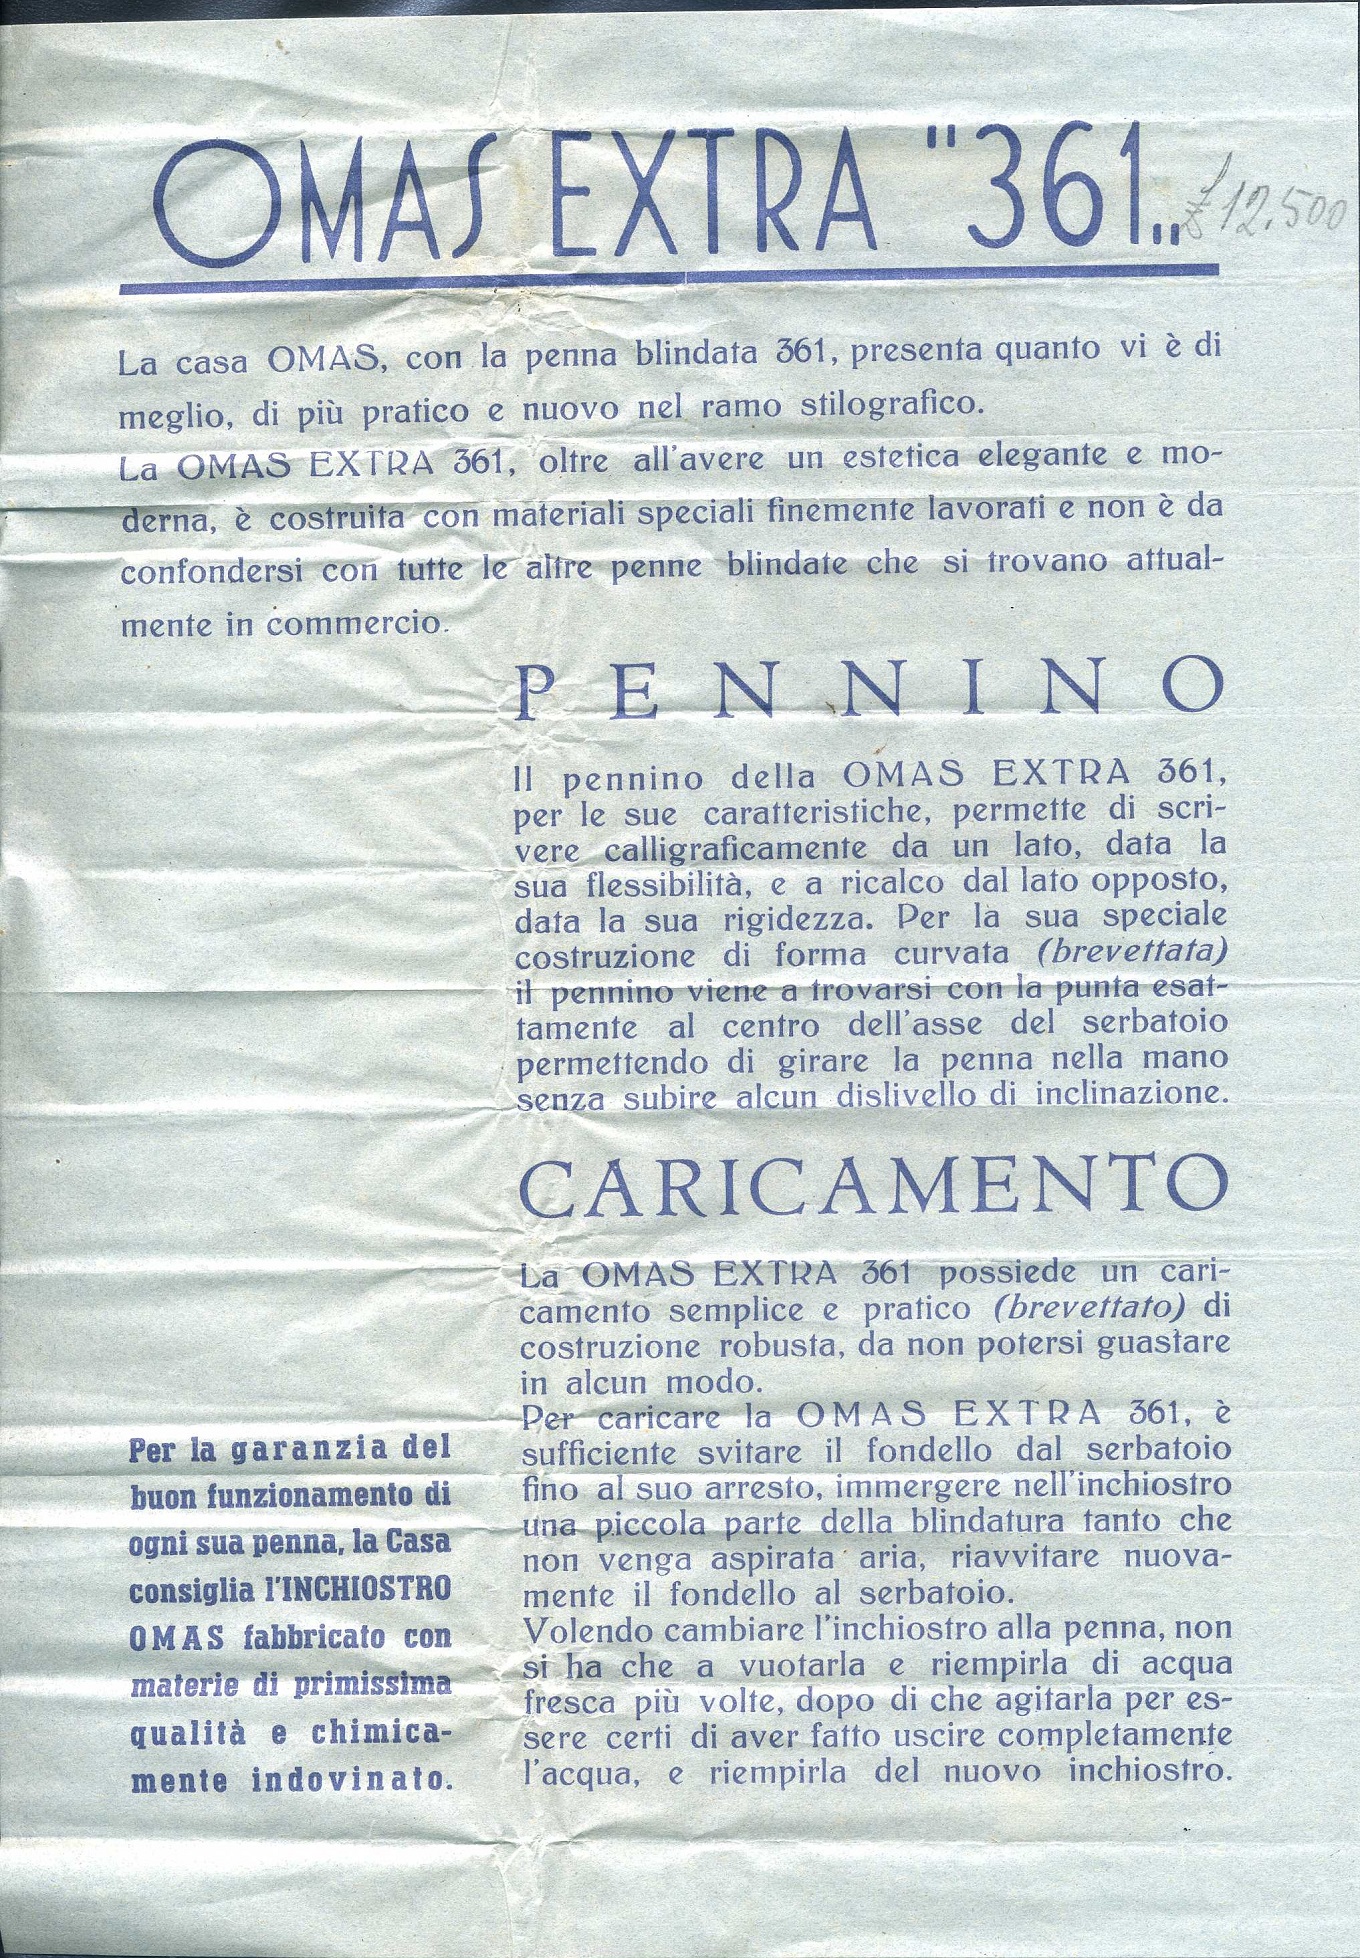 OMAS EXTRA "361„
£ 12.500
La casa OMAS, con la penna blindata 361, presenta quanto vi è di
meglio, di più pratico e nuovo nel ramo stilografico.
La OMAS EXTRA 361, oltre all'avere un estetica elegante e mo-
derna, è costruita con materiali speciali finemente lavorati e non è da
confondersi con tutte le altre penne blindate che si trovano attual-
mente in commercio.
PENNINO
Il pennino della OMAS EXTRA 361,
per le sue caratteristiche, permette di scri-
vere calligraficamente da un lato, data la
sua flessibilità, e a ricalco dal lato opposto,
data la sua rigidezza. Per la sua speciale
costruzione di forma curvata (brevettata)
il pennino viene a trovarsi con la punta esat-
tamente al centro dell'asse del serbatoio
permettendo di girare la penna nella mano
senza subire alcun dislivello di inclinazione.
CARICAMENTO
La OMAS EXTRA 361 possiede un cari-
camento semplice e pratico (brevettato) di
costruzione robusta, da non potersi guastare
in alcun modo.
Per caricare la OMAS EXTRA 361, è
sufficiente svitare il fondello dal serbatoio
fino al suo arresto, immergere nell'inchiostro
una piccola parte della blindatura tanto che
non venga aspirata aria, riavvitare nuova-
mente il fondello al serbatoio.
Volendo cambiare l'inchiostro alla penna, non
si ha che a vuotarla e riempirla di acqua
fresca più volte, dopo di che agitarla per es-
sere certi di aver fatto uscire completamente
l'acqua, e riempirla del nuovo inchiostro.
Per la garanzia del
buon funzionamento di
ogni sua penna, la Casa
consiglia l'INCHIOSTRO
OMAS fabbricato con
materie di primissima
qualità e chimica-
mente indovinato.